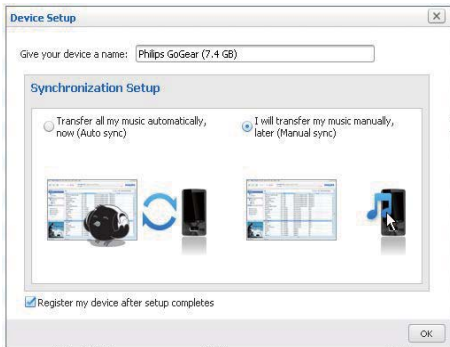 Device Setup
Give your device a name: Philips GoGear (7.4 GB)
Synchronization Setup
Transfer all my music automatically,
now (Auto sync)
I will transfer my music manually,
later (Manual sync)
Register my device after setup completes
OK